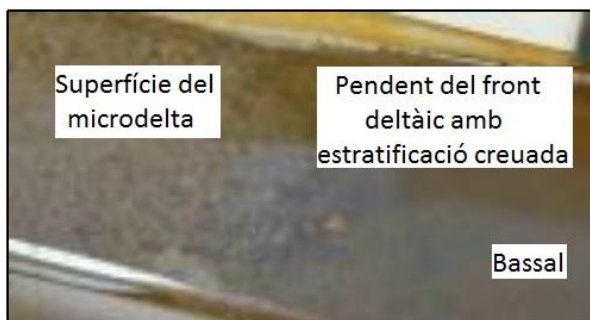 Superfície del
microdelta
Pendent del front
deltàic amb
estratificació creuada
Bassal